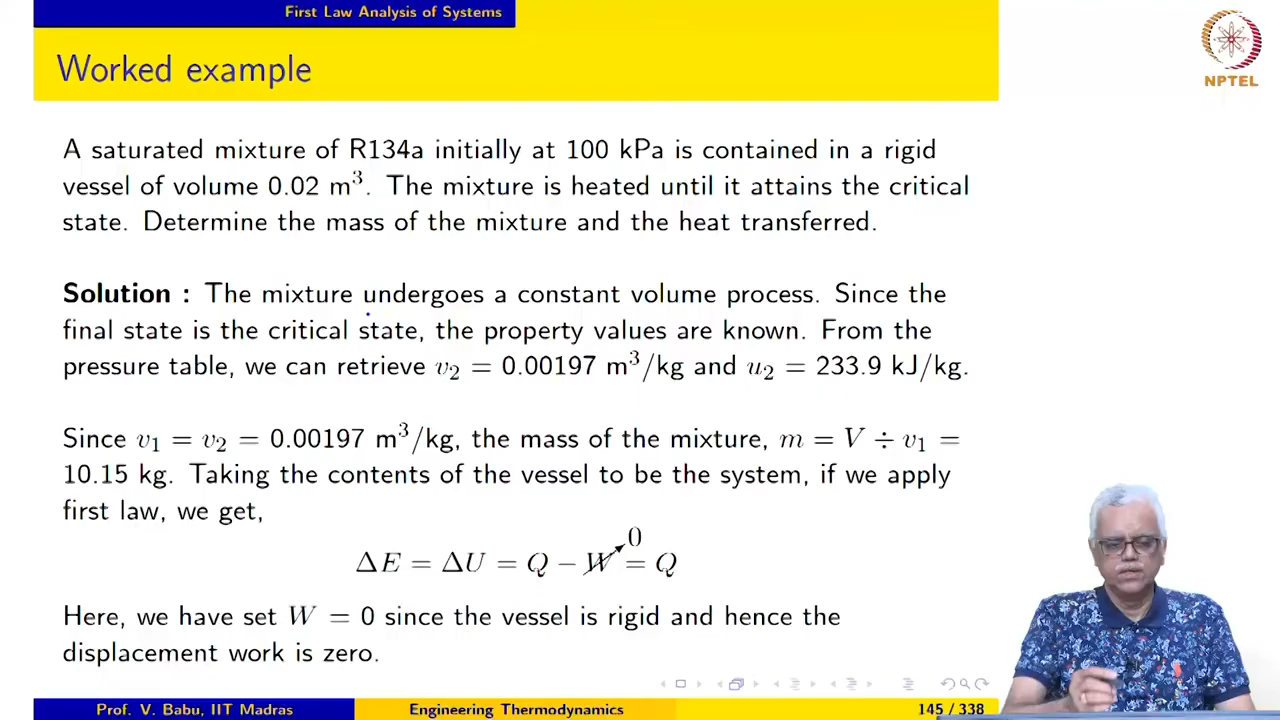 First Law Analysis of Systems
Worked example
NPTEL
A saturated mixture of R134a initially at 100 kPa is contained in a rigid
vessel of volume 0.02 m³. The mixture is heated until it attains the critical
state. Determine the mass of the mixture and the heat transferred.
Solution : The mixture undergoes a constant volume process. Since the
final state is the critical state, the property values are known. From the
pressure table, we can retrieve v₂ = 0.00197 m³/kg and u₂ = 233.9 kJ/kg.
Since v₁ = v₂ = 0.00197 m³/kg, the mass of the mixture, m = V ÷ v₁ =
10.15 kg. Taking the contents of the vessel to be the system, if we apply
first law, we get,
0
ΔE = ΔU = Q − W = Q
Here, we have set W = 0 since the vessel is rigid and hence the
displacement work is zero.
Prof. V. Babu, IIT Madras
Engineering Thermodynamics
145 / 338